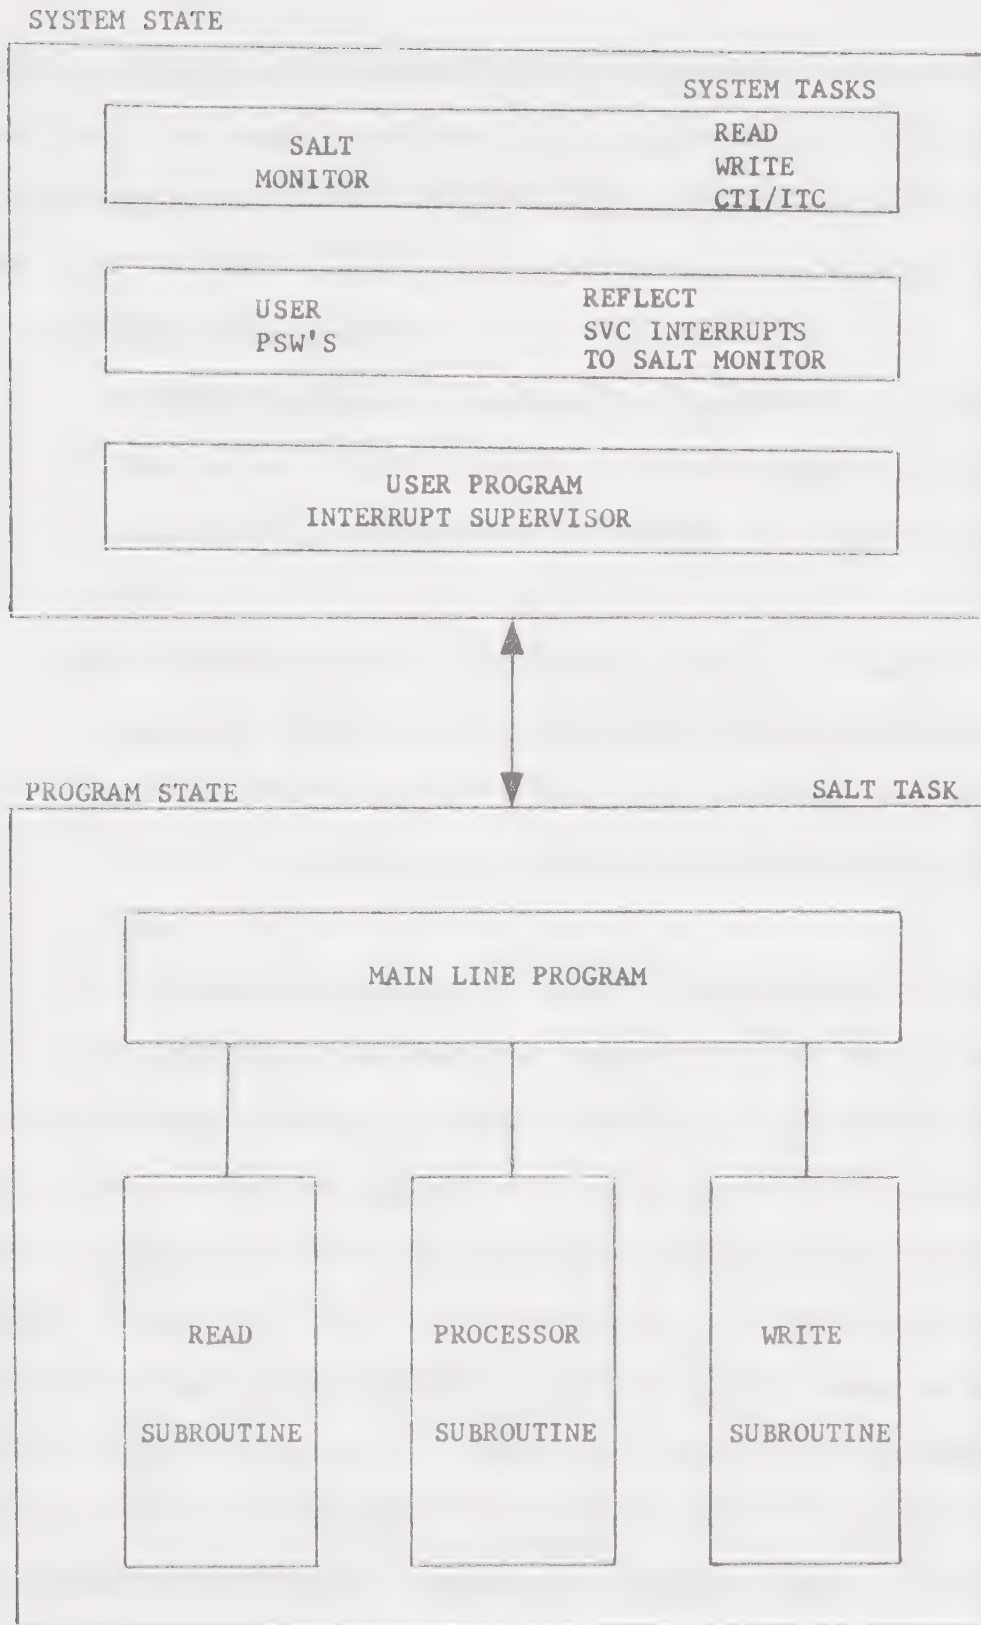 SYSTEM STATE
SYSTEM TASKS
SALT
MONITOR
READ
WRITE
CTI/ITC
USER
PSW'S
REFLECT
SVC INTERRUPTS
TO SALT MONITOR
USER PROGRAM
INTERRUPT SUPERVISOR
PROGRAM STATE
SALT TASK
MAIN LINE PROGRAM
READ
SUBROUTINE
PROCESSOR
SUBROUTINE
WRITE
SUBROUTINE